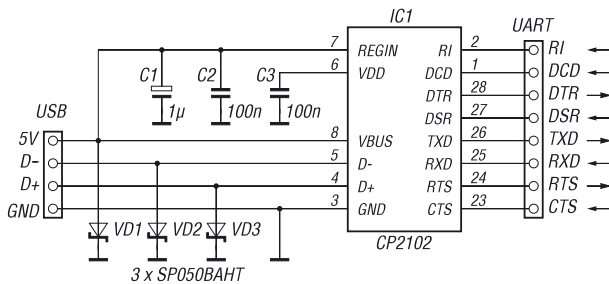 IC1
UART
7 REGIN RI 2 RI
6 VDD DCD 1 DCD
C1 C2 C3
DTR 28 DTR
1µ 100n 100n
DSR 27 DSR
USB
5V 8 VBUS TXD 26 TXD
D– 5 D- RXD 25 RXD
D+ 4 D+ RTS 24 RTS
GND 3 GND CTS 23 CTS
VD1 VD2 VD3
CP2102
3 x SP050BAHT